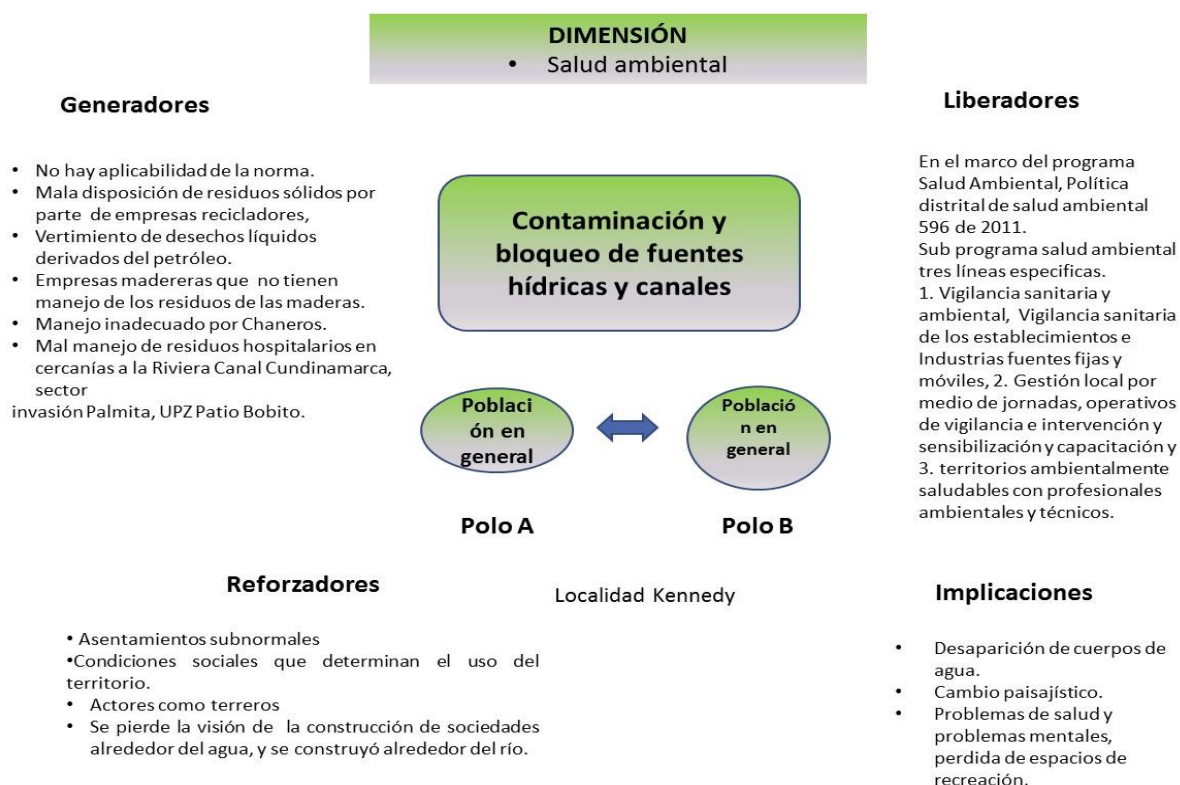 DIMENSIÓN
• Salud ambiental
Generadores
• No hay aplicabilidad de la norma.
• Mala disposición de residuos sólidos por
parte de empresas recicladores,
• Vertimiento de desechos líquidos
derivados del petróleo.
• Empresas madereras que no tienen
manejo de los residuos de las maderas.
• Manejo inadecuado por Chaneros.
• Mal manejo de residuos hospitalarios en
cercanías a la Riviera Canal Cundinamarca,
sector
invasión Palmita, UPZ Patio Bobito.
Contaminación y
bloqueo de fuentes
hídricas y canales
Poblaci
ón en
general
Població
n en
general
Polo A
Polo B
Liberadores
En el marco del programa
Salud Ambiental, Política
distrital de salud ambiental
596 de 2011.
Sub programa salud ambiental
tres líneas especificas.
1. Vigilancia sanitaria y
ambiental, Vigilancia sanitaria
de los establecimientos e
Industrias fuentes fijas y
móviles, 2. Gestión local por
medio de jornadas, operativos
de vigilancia e intervención y
sensibilización y capacitación y
3. territorios ambientalmente
saludables con profesionales
ambientales y técnicos.
Reforzadores
• Asentamientos subnormales
•Condiciones sociales que determinan el uso del
territorio.
• Actores como terreros
• Se pierde la visión de la construcción de sociedades
alrededor del agua, y se construyó alrededor del río.
Localidad Kennedy
Implicaciones
• Desaparición de cuerpos de
agua.
• Cambio paisajístico.
• Problemas de salud y
problemas mentales,
perdida de espacios de
recreación.